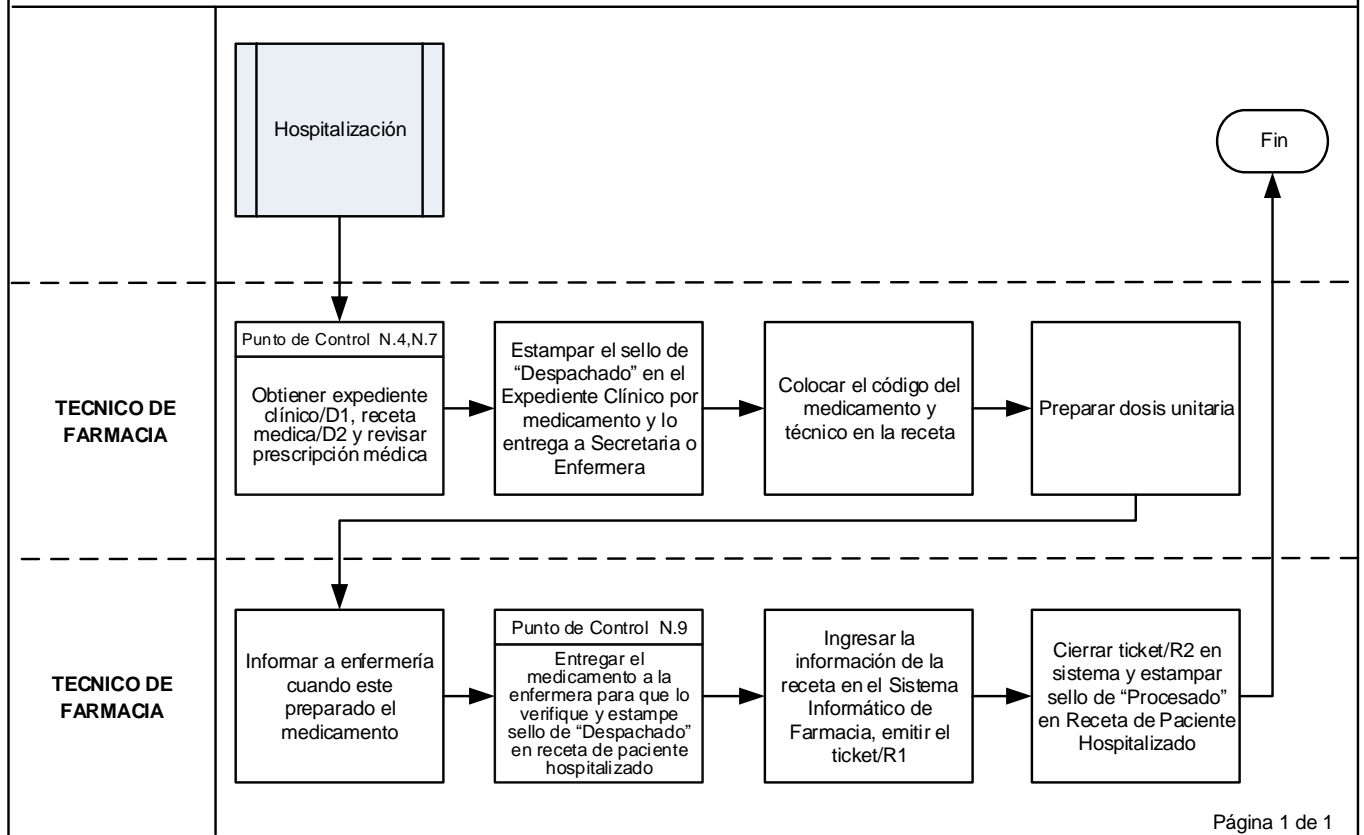 Hospitalización
Fin
TECNICO DE
FARMACIA
Punto de Control N.4,N.7
Obtiener expediente
clínico/D1, receta
medica/D2 y revisar
prescripción médica
Estampar el sello de
“Despachado” en el
Expediente Clínico por
medicamento y lo
entrega a Secretaria o
Enfermera
Colocar el código del
medicamento y
técnico en la receta
Preparar dosis unitaria
TECNICO DE
FARMACIA
Informar a enfermería
cuando este
preparado el
medicamento
Punto de Control N.9
Entregar el
medicamento a la
enfermera para que lo
verifique y estampe
sello de “Despachado”
en receta de paciente
hospitalizado
Ingresar la
información de la
receta en el Sistema
Informático de
Farmacia, emitir el
ticket/R1
Cierrar ticket/R2 en
sistema y estampar
sello de “Procesado”
en Receta de Paciente
Hospitalizado
Página 1 de 1